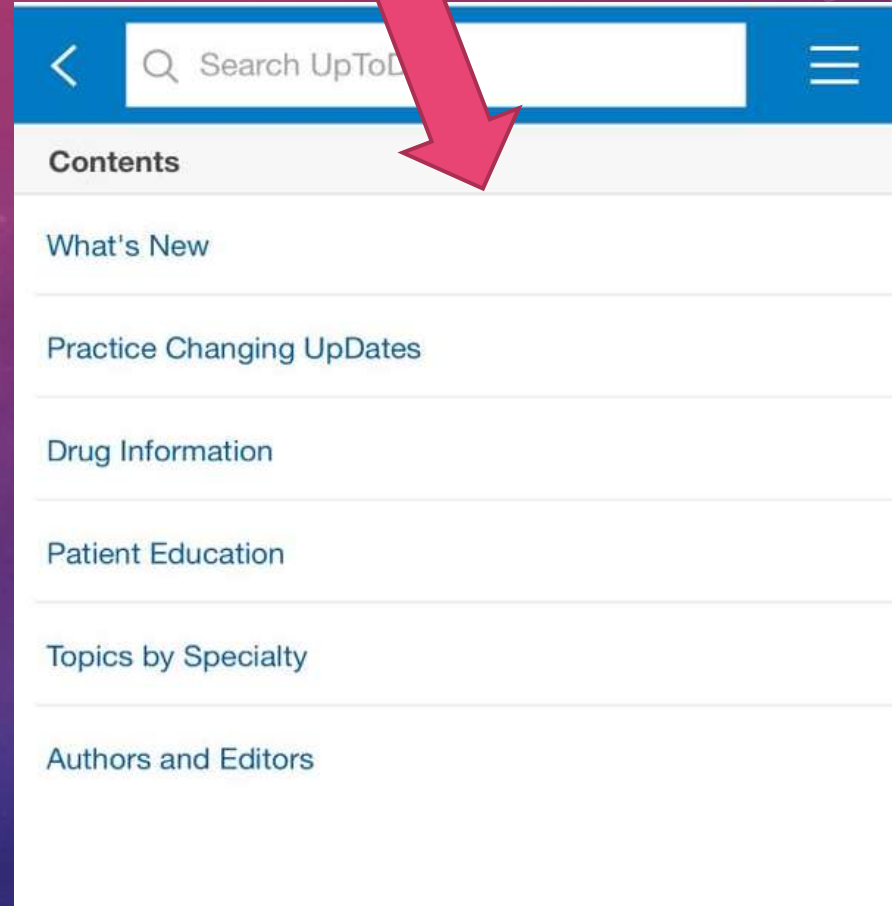 Search UpToD
Contents
What's New
Practice Changing UpDates
Drug Information
Patient Education
Topics by Specialty
Authors and Editors